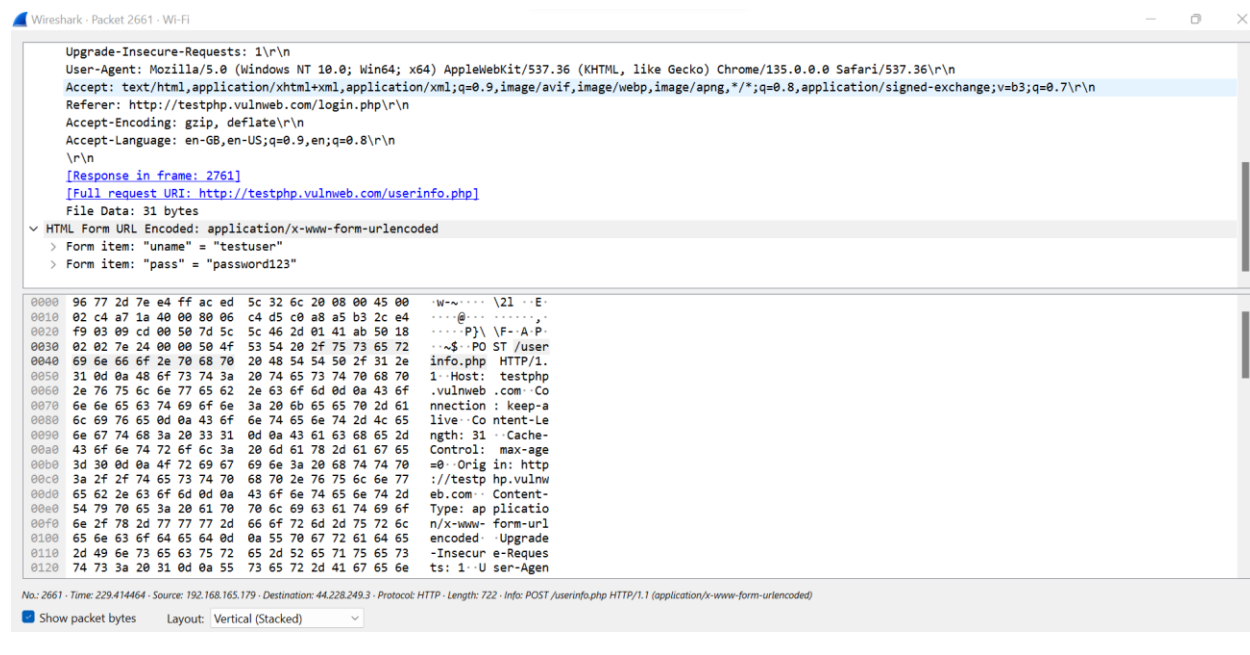 Wireshark · Packet 2661 · Wi-Fi
Upgrade-Insecure-Requests: 1\r\n
User-Agent: Mozilla/5.0 (Windows NT 10.0; Win64; x64) AppleWebKit/537.36 (KHTML, like Gecko) Chrome/135.0.0.0 Safari/537.36\r\n
Accept: text/html,application/xhtml+xml,application/xml;q=0.9,image/avif,image/webp,image/apng,*/*;q=0.8,application/signed-exchange;v=b3;q=0.7\r\n
Referer: http://testphp.vulnweb.com/login.php\r\n
Accept-Encoding: gzip, deflate\r\n
Accept-Language: en-GB,en-US;q=0.9,en;q=0.8\r\n
\r\n
[Response in frame: 2761]
[Full request URI: http://testphp.vulnweb.com/userinfo.php]
File Data: 31 bytes
HTML Form URL Encoded: application/x-www-form-urlencoded
Form item: "uname" = "testuser"
Form item: "pass" = "password123"
0000 96 77 2d 7e e4 ff ac ed 5c 32 6c 20 08 00 45 00 ·w-~···· \2l ··E·
0010 02 c4 a7 1a 40 00 80 06 c4 d5 c0 a8 a5 b3 2c e4 ····@··· ······,·
0020 f9 03 09 cd 00 50 7d 5c 5c 46 2d 01 41 ab 50 18 ·····P}\ \F-·A·P·
0030 02 02 7e 24 00 00 50 4f 53 54 20 2f 75 73 65 72 ··~$··PO ST /user
0040 69 6e 66 6f 2e 70 68 70 20 48 54 54 50 2f 31 2e info.php HTTP/1.
0050 31 0d 0a 48 6f 73 74 3a 20 74 65 73 74 70 68 70 1··Host: testphp
0060 2e 76 75 6c 6e 77 65 62 2e 63 6f 6d 0d 0a 43 6f .vulnweb .com··Co
0070 6e 6e 65 63 74 69 6f 6e 3a 20 6b 65 65 70 2d 61 nnection : keep-a
0080 6c 69 76 65 0d 0a 43 6f 6e 74 65 6e 74 2d 4c 65 live··Co ntent-Le
0090 6e 67 74 68 3a 20 33 31 0d 0a 43 61 63 68 65 2d ngth: 31 ··Cache-
00a0 43 6f 6e 74 72 6f 6c 3a 20 6d 61 78 2d 61 67 65 Control: max-age
00b0 3d 30 0d 0a 4f 72 69 67 69 6e 3a 20 68 74 74 70 =0··Orig in: http
00c0 3a 2f 2f 74 65 73 74 70 68 70 2e 76 75 6c 6e 77 ://testp hp.vulnw
00d0 65 62 2e 63 6f 6d 0d 0a 43 6f 6e 74 65 6e 74 2d eb.com·· Content-
00e0 54 79 70 65 3a 20 61 70 70 6c 69 63 61 74 69 6f Type: ap plicatio
00f0 6e 2f 78 2d 77 77 77 2d 66 6f 72 6d 2d 75 72 6c n/x-www- form-url
0100 65 6e 63 6f 64 65 64 0d 0a 55 70 67 72 61 64 65 encoded· ·Upgrade
0110 2d 49 6e 73 65 63 75 72 65 2d 52 65 71 75 65 73 -Insecur e-Reques
0120 74 73 3a 20 31 0d 0a 55 73 65 72 2d 41 67 65 6e ts: 1··U ser-Agen
No.: 2661 · Time: 229.414464 · Source: 192.168.165.179 · Destination: 44.228.249.3 · Protocol: HTTP · Length: 722 · Info: POST /userinfo.php HTTP/1.1 (application/x-www-form-urlencoded)
Show packet bytes Layout: Vertical (Stacked)